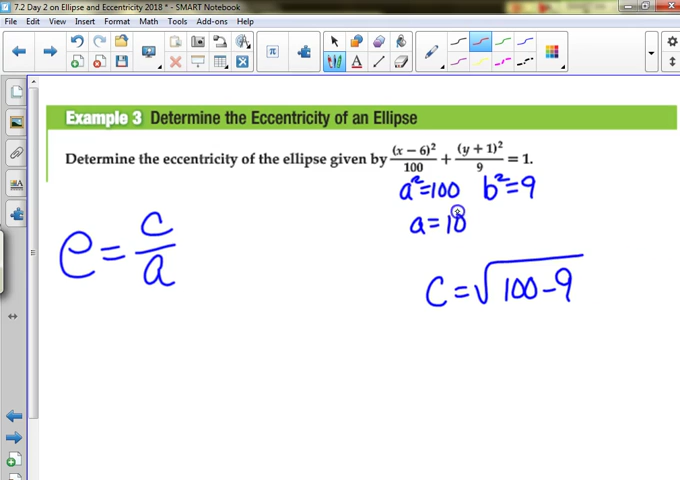 7.2 Day 2 on Ellipse and Eccentricity 2018 * - SMART Notebook
File Edit View Insert Format Tools Add-ons Help
Example 3 Determine the Eccentricity of an Ellipse
Determine the eccentricity of the ellipse given by (x − 6)²/100 + (y + 1)²/9 = 1.
a²=100 b²=9
a=10
e=c/a
c=√100-9